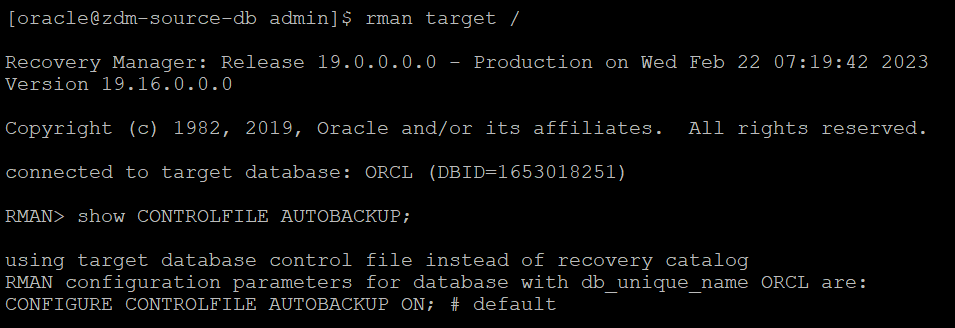 [oracle@zdm-source-db admin]$ rman target /
Recovery Manager: Release 19.0.0.0.0 - Production on Wed Feb 22 07:19:42 2023
Version 19.16.0.0.0
Copyright (c) 1982, 2019, Oracle and/or its affiliates.  All rights reserved.
connected to target database: ORCL (DBID=1653018251)
RMAN> show CONTROLFILE AUTOBACKUP;
using target database control file instead of recovery catalog
RMAN configuration parameters for database with db_unique_name ORCL are:
CONFIGURE CONTROLFILE AUTOBACKUP ON; # default